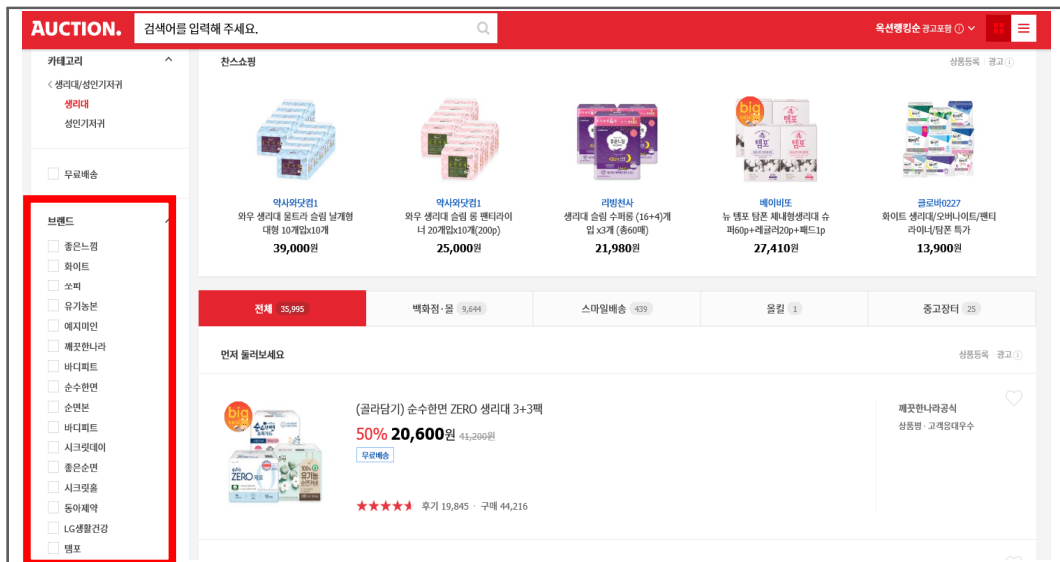 AUCTION.
검색어를 입력해 주세요.
옥션랭킹순 광고포함
카테고리
< 생리대/성인기저귀
생리대
성인기저귀
무료배송
브랜드
좋은느낌
화이트
쏘피
유기농본
예지미인
깨끗한나라
바디피트
순수한면
순면본
바디피트
시크릿데이
좋은순면
시크릿홀
동아제약
LG생활건강
템포
찬스쇼핑
상품등록 광고
약사와닷컴1
와우 생리대 울트라 슬림 날개형
대형 10개입x10개
39,000원
약사와닷컴1
와우 생리대 슬림 롱 팬티라이
너 20개입x10개(200p)
25,000원
리빙천사
생리대 슬림 수퍼롱 (16+4)개
입 x3개 (총60매)
21,980원
big
템포
베이비또
뉴 템포 탐폰 체내형생리대 슈
퍼60p+레귤러20p+패드1p
27,410원
글로바0227
화이트 생리대/오버나이트/팬티
라이너/탐폰 특가
13,900원
전체 35,995
백화점·몰 9,644
스마일배송 439
올킬 1
중고장터 25
먼저 둘러보세요
상품등록 광고
big
순수한면
ZERO
유기농
(골라담기) 순수한면 ZERO 생리대 3+3팩
50% 20,600원 41,200원
무료배송
후기 19,845 · 구매 44,216
깨끗한나라공식
상품평 · 고객응대우수